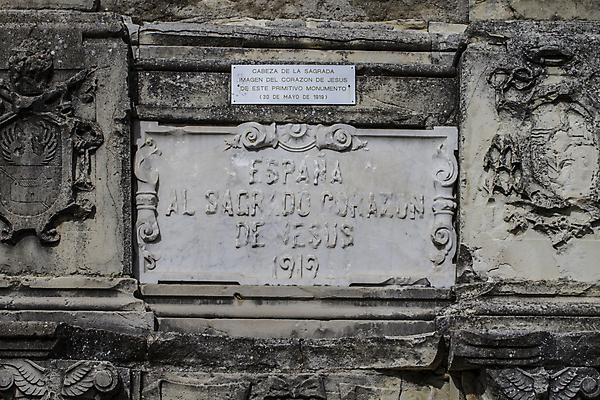 CABEZA DE LA SAGRADA
IMAGEN DEL CORAZON DE JESUS
"DE ESTE PRIMITIVO MONUMENTO"
(30 DE MAYO DE 1919)
ESPAÑA
AL SAGRADO CORAZON
DE JESUS
1919